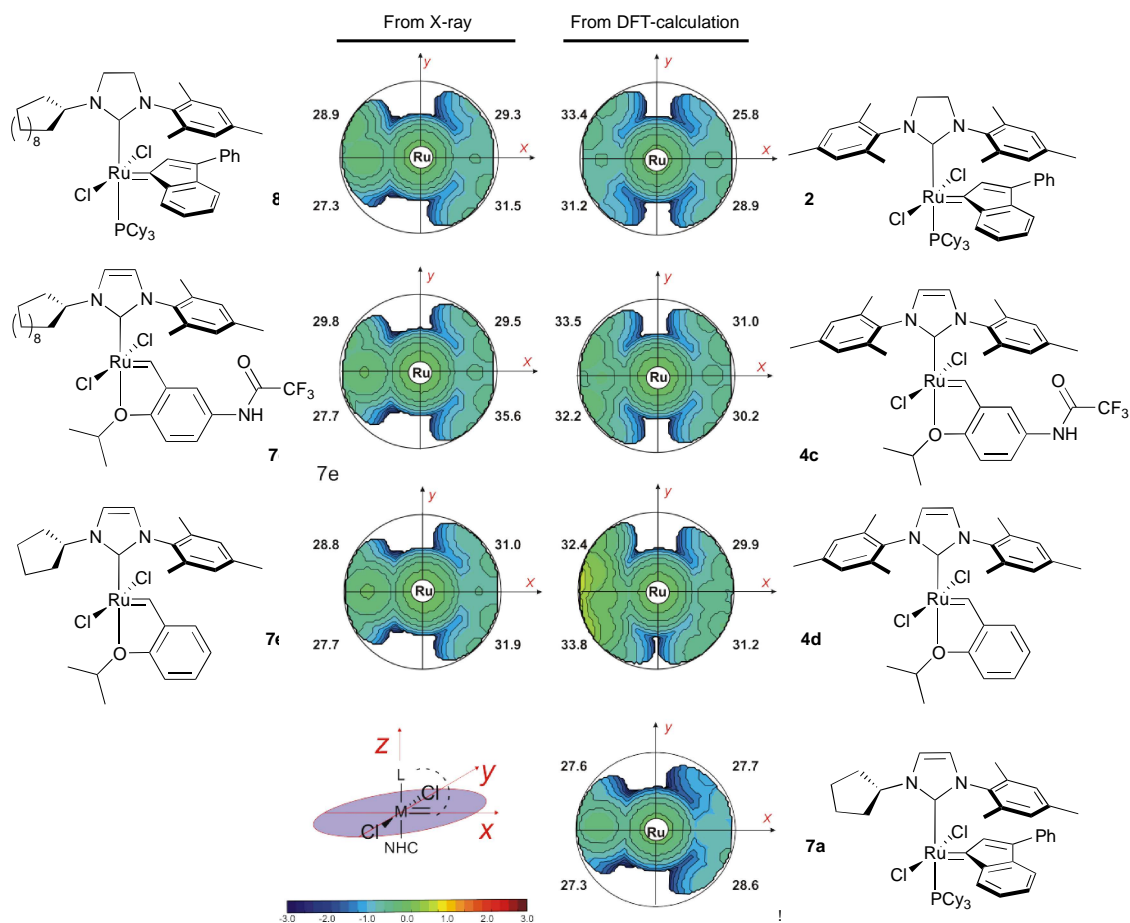 From X-ray
From DFT-calculation
N N
( )8
Cl
Ru
Cl
Ph
PCy3
8
y
28.9 29.3
x
Ru
27.3 31.5
y
33.4 25.8
x
Ru
31.2 28.9
N N
Cl
Ru
Cl
Ph
PCy3
2
N N
( )8
Cl
Ru
Cl
O
CF3
NH
O
y
29.8 29.5
x
Ru
27.7 35.6
7e
y
33.5 31.0
x
Ru
32.2 30.2
N N
Cl
Ru
Cl
O
CF3
NH
O
4c
N N
Cl
Ru
Cl
O
7e
y
28.8 31.0
x
Ru
27.7 31.9
y
32.4 29.9
x
Ru
33.8 31.2
N N
Cl
Ru
Cl
O
4d
z
L
y
Cl
M
x
Cl
NHC
y
27.6 27.7
x
Ru
27.3 28.6
N N
Cl
Ru
Cl
Ph
PCy3
7a
-3.0 -2.0 -1.0 0.0 1.0 2.0 3.0
!